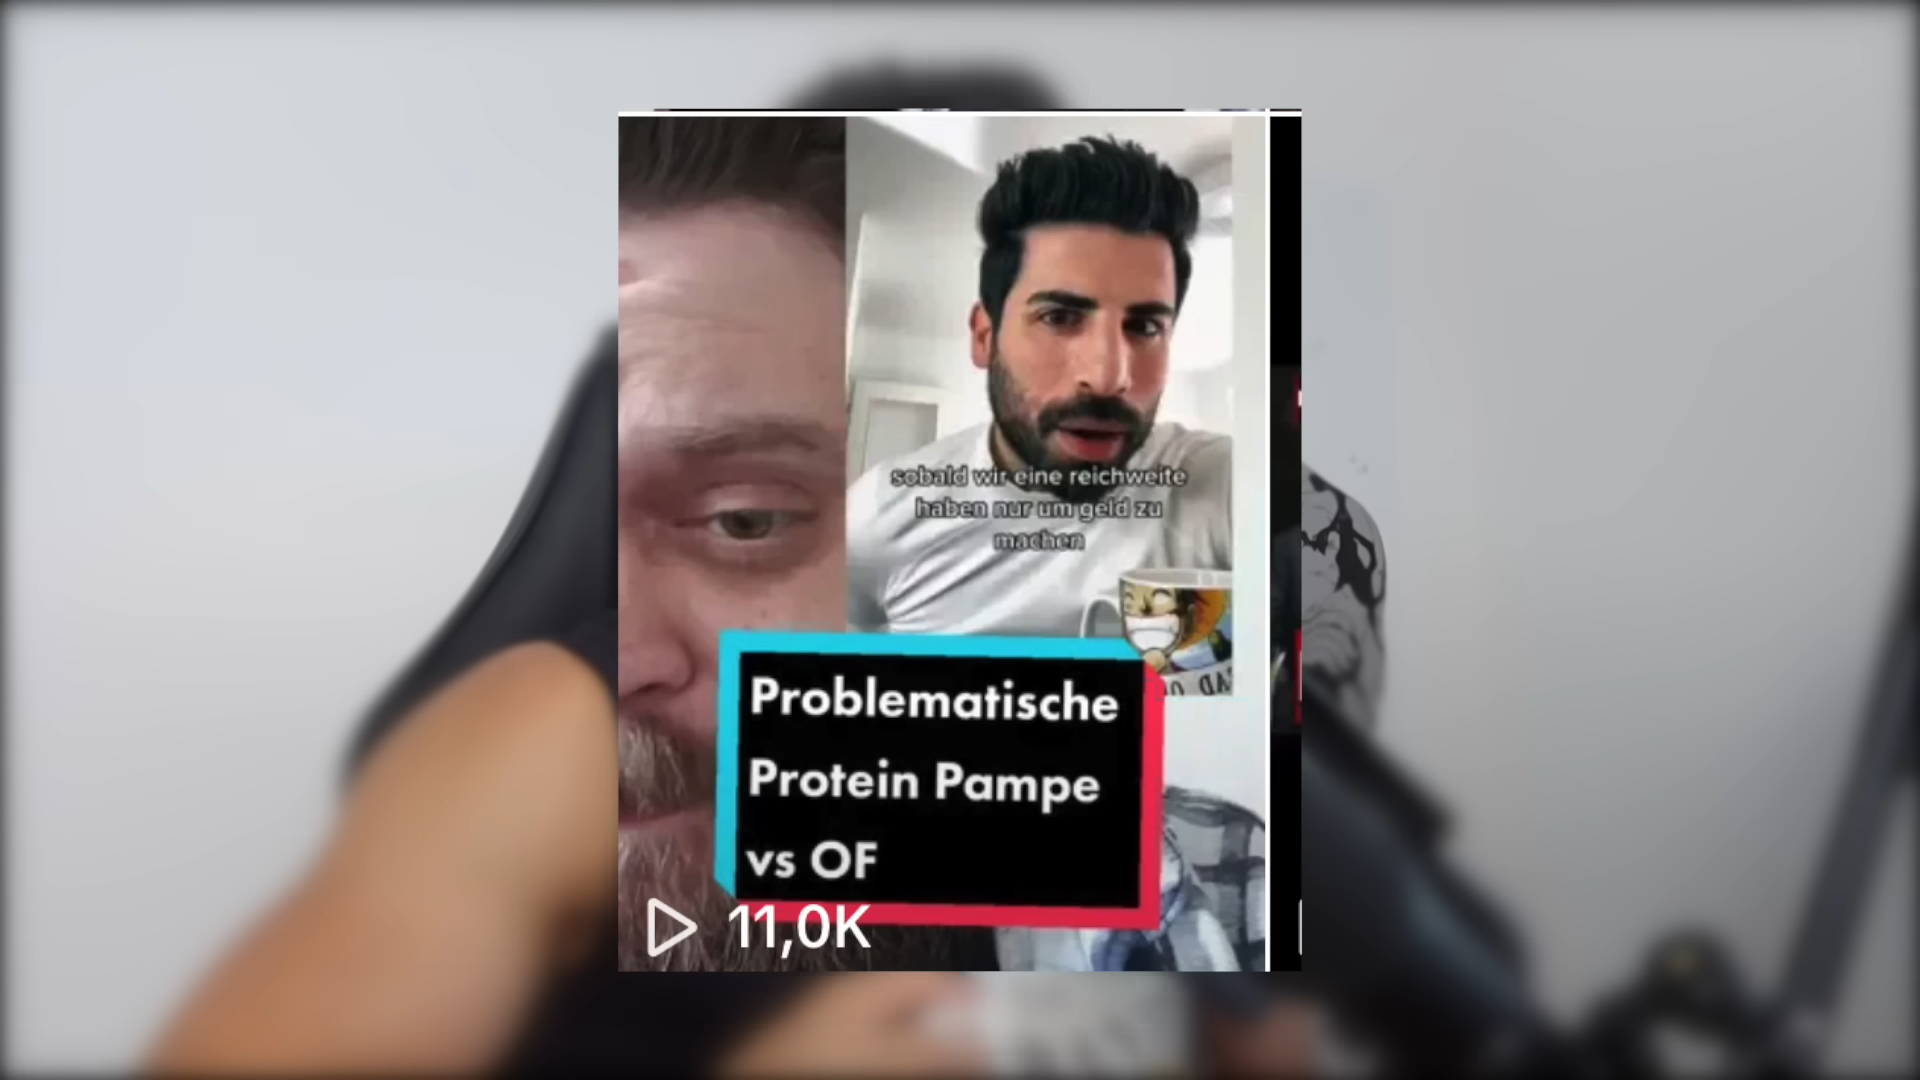 sobald wir eine reichweite
haben nur um geld zu
machen
Problematische
Protein Pampe
vs OF
11,0K